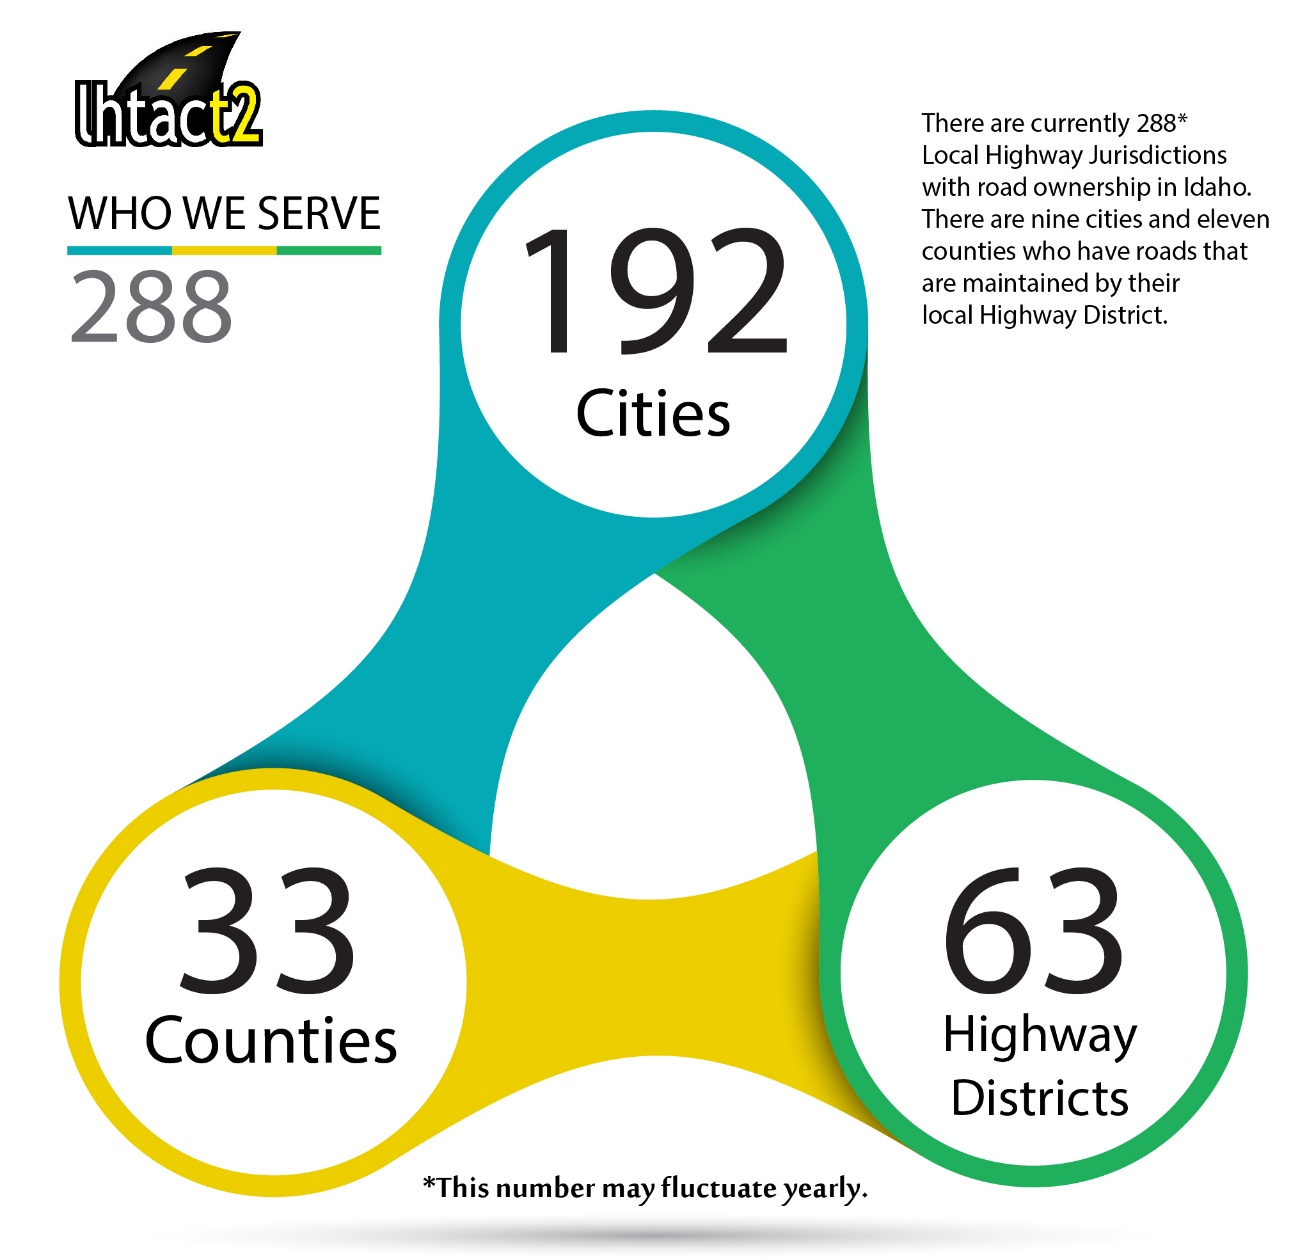 lhtact2
WHO WE SERVE
288
There are currently 288*
Local Highway Jurisdictions
with road ownership in Idaho.
There are nine cities and eleven
counties who have roads that
are maintained by their
local Highway District.
192
Cities
33
Counties
63
Highway
Districts
*This number may fluctuate yearly.